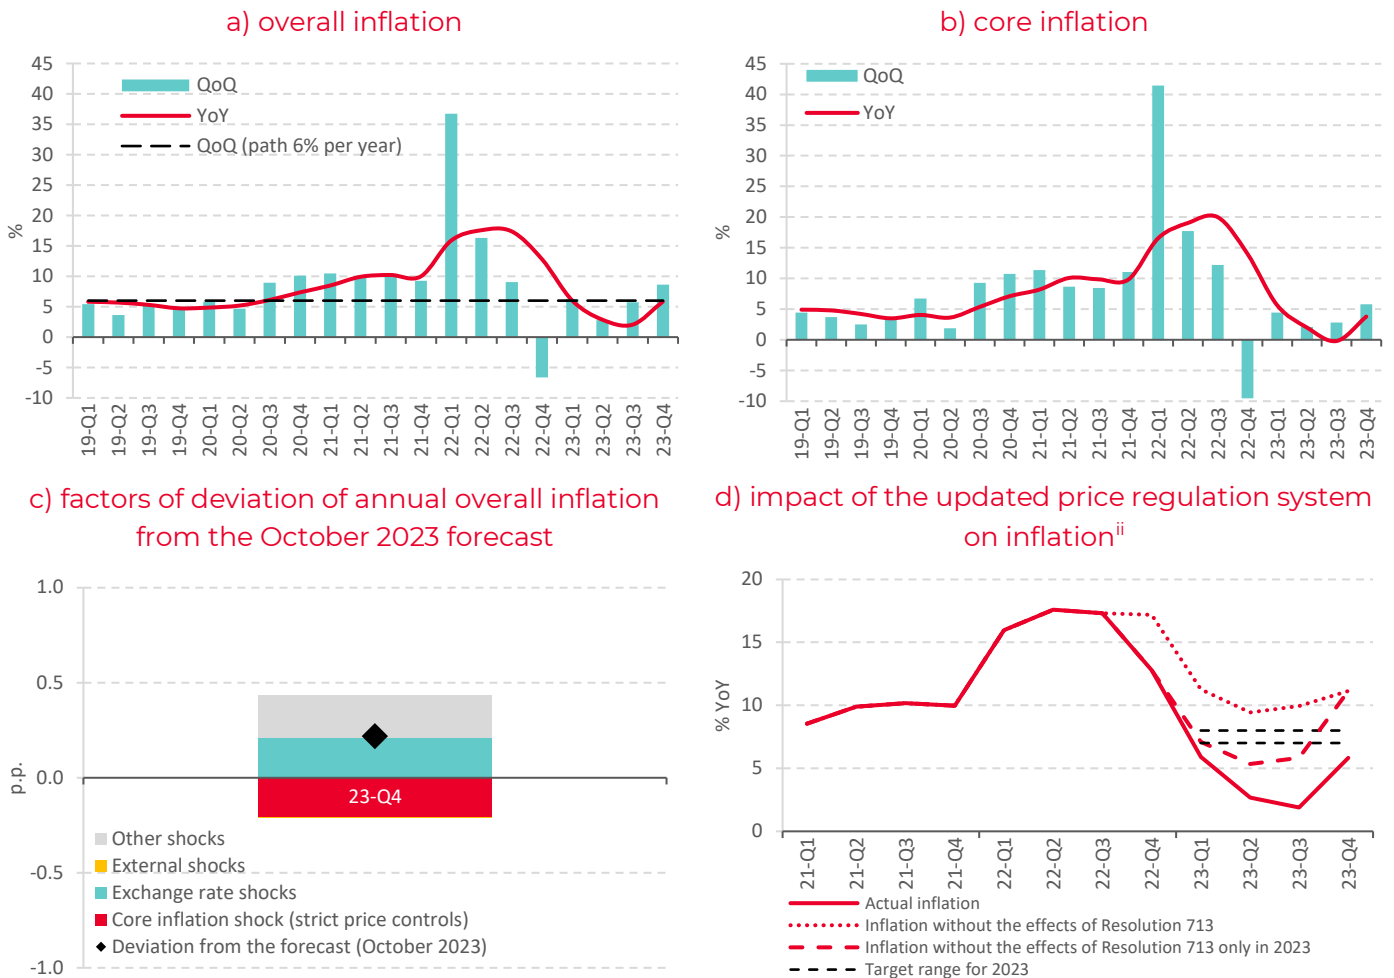 a) overall inflation
45
40
35
30
25
20
15
10
5
0
-5
-10
%
QoQ
YoY
QoQ (path 6% per year)
19-Q1
19-Q2
19-Q3
19-Q4
20-Q1
20-Q2
20-Q3
20-Q4
21-Q1
21-Q2
21-Q3
21-Q4
22-Q1
22-Q2
22-Q3
22-Q4
23-Q1
23-Q2
23-Q3
23-Q4
b) core inflation
45
40
35
30
25
20
15
10
5
0
-5
-10
%
QoQ
YoY
19-Q1
19-Q2
19-Q3
19-Q4
20-Q1
20-Q2
20-Q3
20-Q4
21-Q1
21-Q2
21-Q3
21-Q4
22-Q1
22-Q2
22-Q3
22-Q4
23-Q1
23-Q2
23-Q3
23-Q4
c) factors of deviation of annual overall inflation
from the October 2023 forecast
1.0
0.5
0.0
-0.5
-1.0
p.p.
23-Q4
Other shocks
External shocks
Exchange rate shocks
Core inflation shock (strict price controls)
Deviation from the forecast (October 2023)
d) impact of the updated price regulation system
on inflationii
20
15
10
5
0
% YoY
21-Q1
21-Q2
21-Q3
21-Q4
22-Q1
22-Q2
22-Q3
22-Q4
23-Q1
23-Q2
23-Q3
23-Q4
Actual inflation
Inflation without the effects of Resolution 713
Inflation without the effects of Resolution 713 only in 2023
Target range for 2023